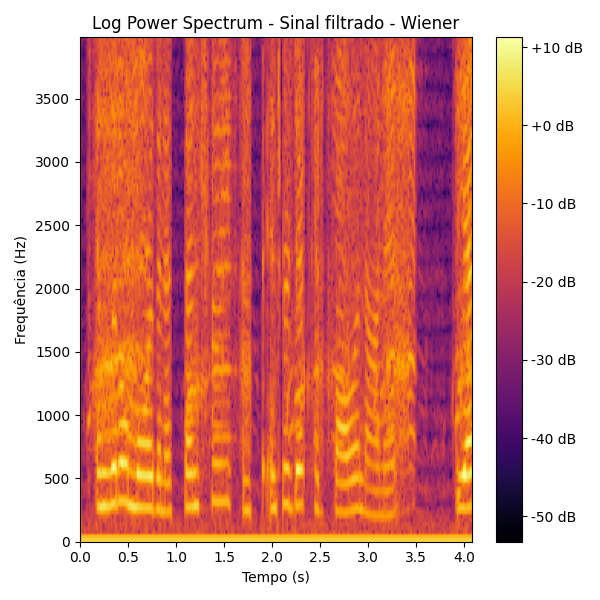 Log Power Spectrum - Sinal filtrado - Wiener
Frequência (Hz)
3500
3000
2500
2000
1500
1000
500
0
0.0 0.5 1.0 1.5 2.0 2.5 3.0 3.5 4.0
Tempo (s)
+10 dB
+0 dB
-10 dB
-20 dB
-30 dB
-40 dB
-50 dB